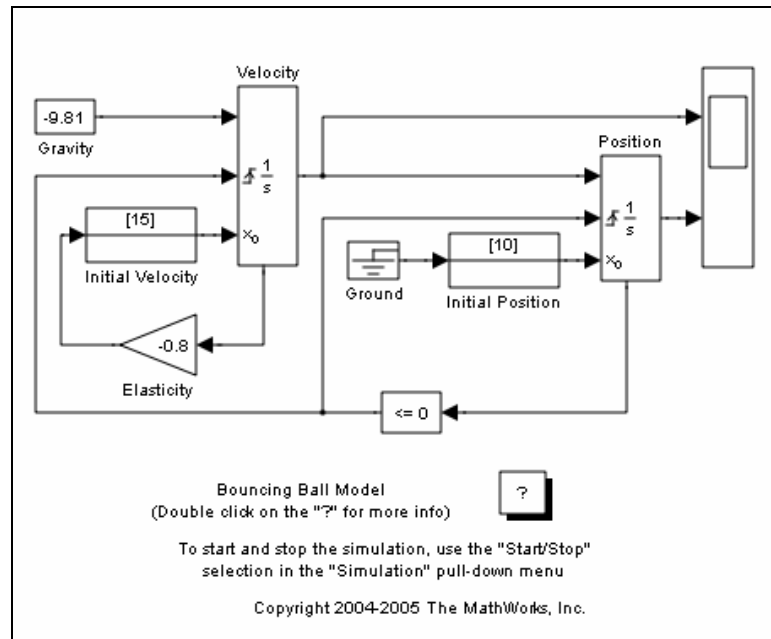 Velocity
-9.81
Gravity
Position
1
s
[15]
x0
Initial Velocity
1
s
[10]
x0
Ground
Initial Position
-0.8
Elasticity
<= 0
Bouncing Ball Model
(Double click on the "?" for more info)
?
To start and stop the simulation, use the "Start/Stop"
selection in the "Simulation" pull-down menu
Copyright 2004-2005 The MathWorks, Inc.